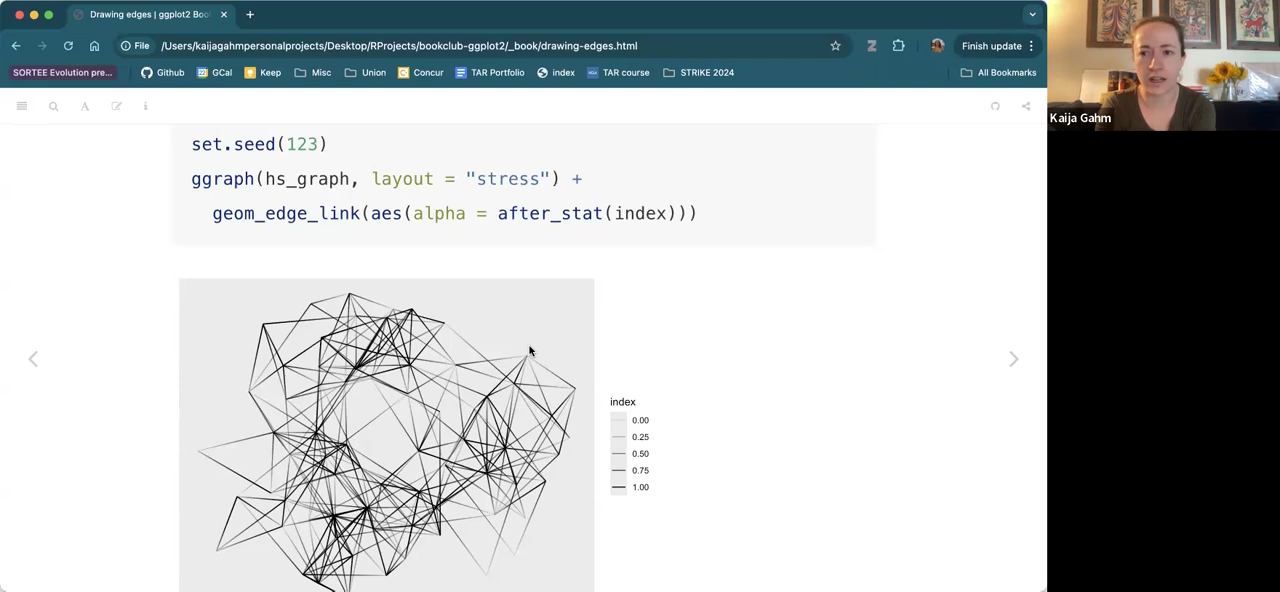 Drawing edges | ggplot2 Boo
File
/Users/kaijagahmpersonalprojects/Desktop/RProjects/bookclub-ggplot2/_book/drawing-edges.html
Finish update
SORTEE Evolution pre...
Github
GCal
Keep
Misc
Union
Concur
TAR Portfolio
index
TAR course
STRIKE 2024
All Bookmarks
Kaija Gahm
set.seed(123)
ggraph(hs_graph, layout = "stress") +
geom_edge_link(aes(alpha = after_stat(index)))
index
0.00
0.25
0.50
0.75
1.00